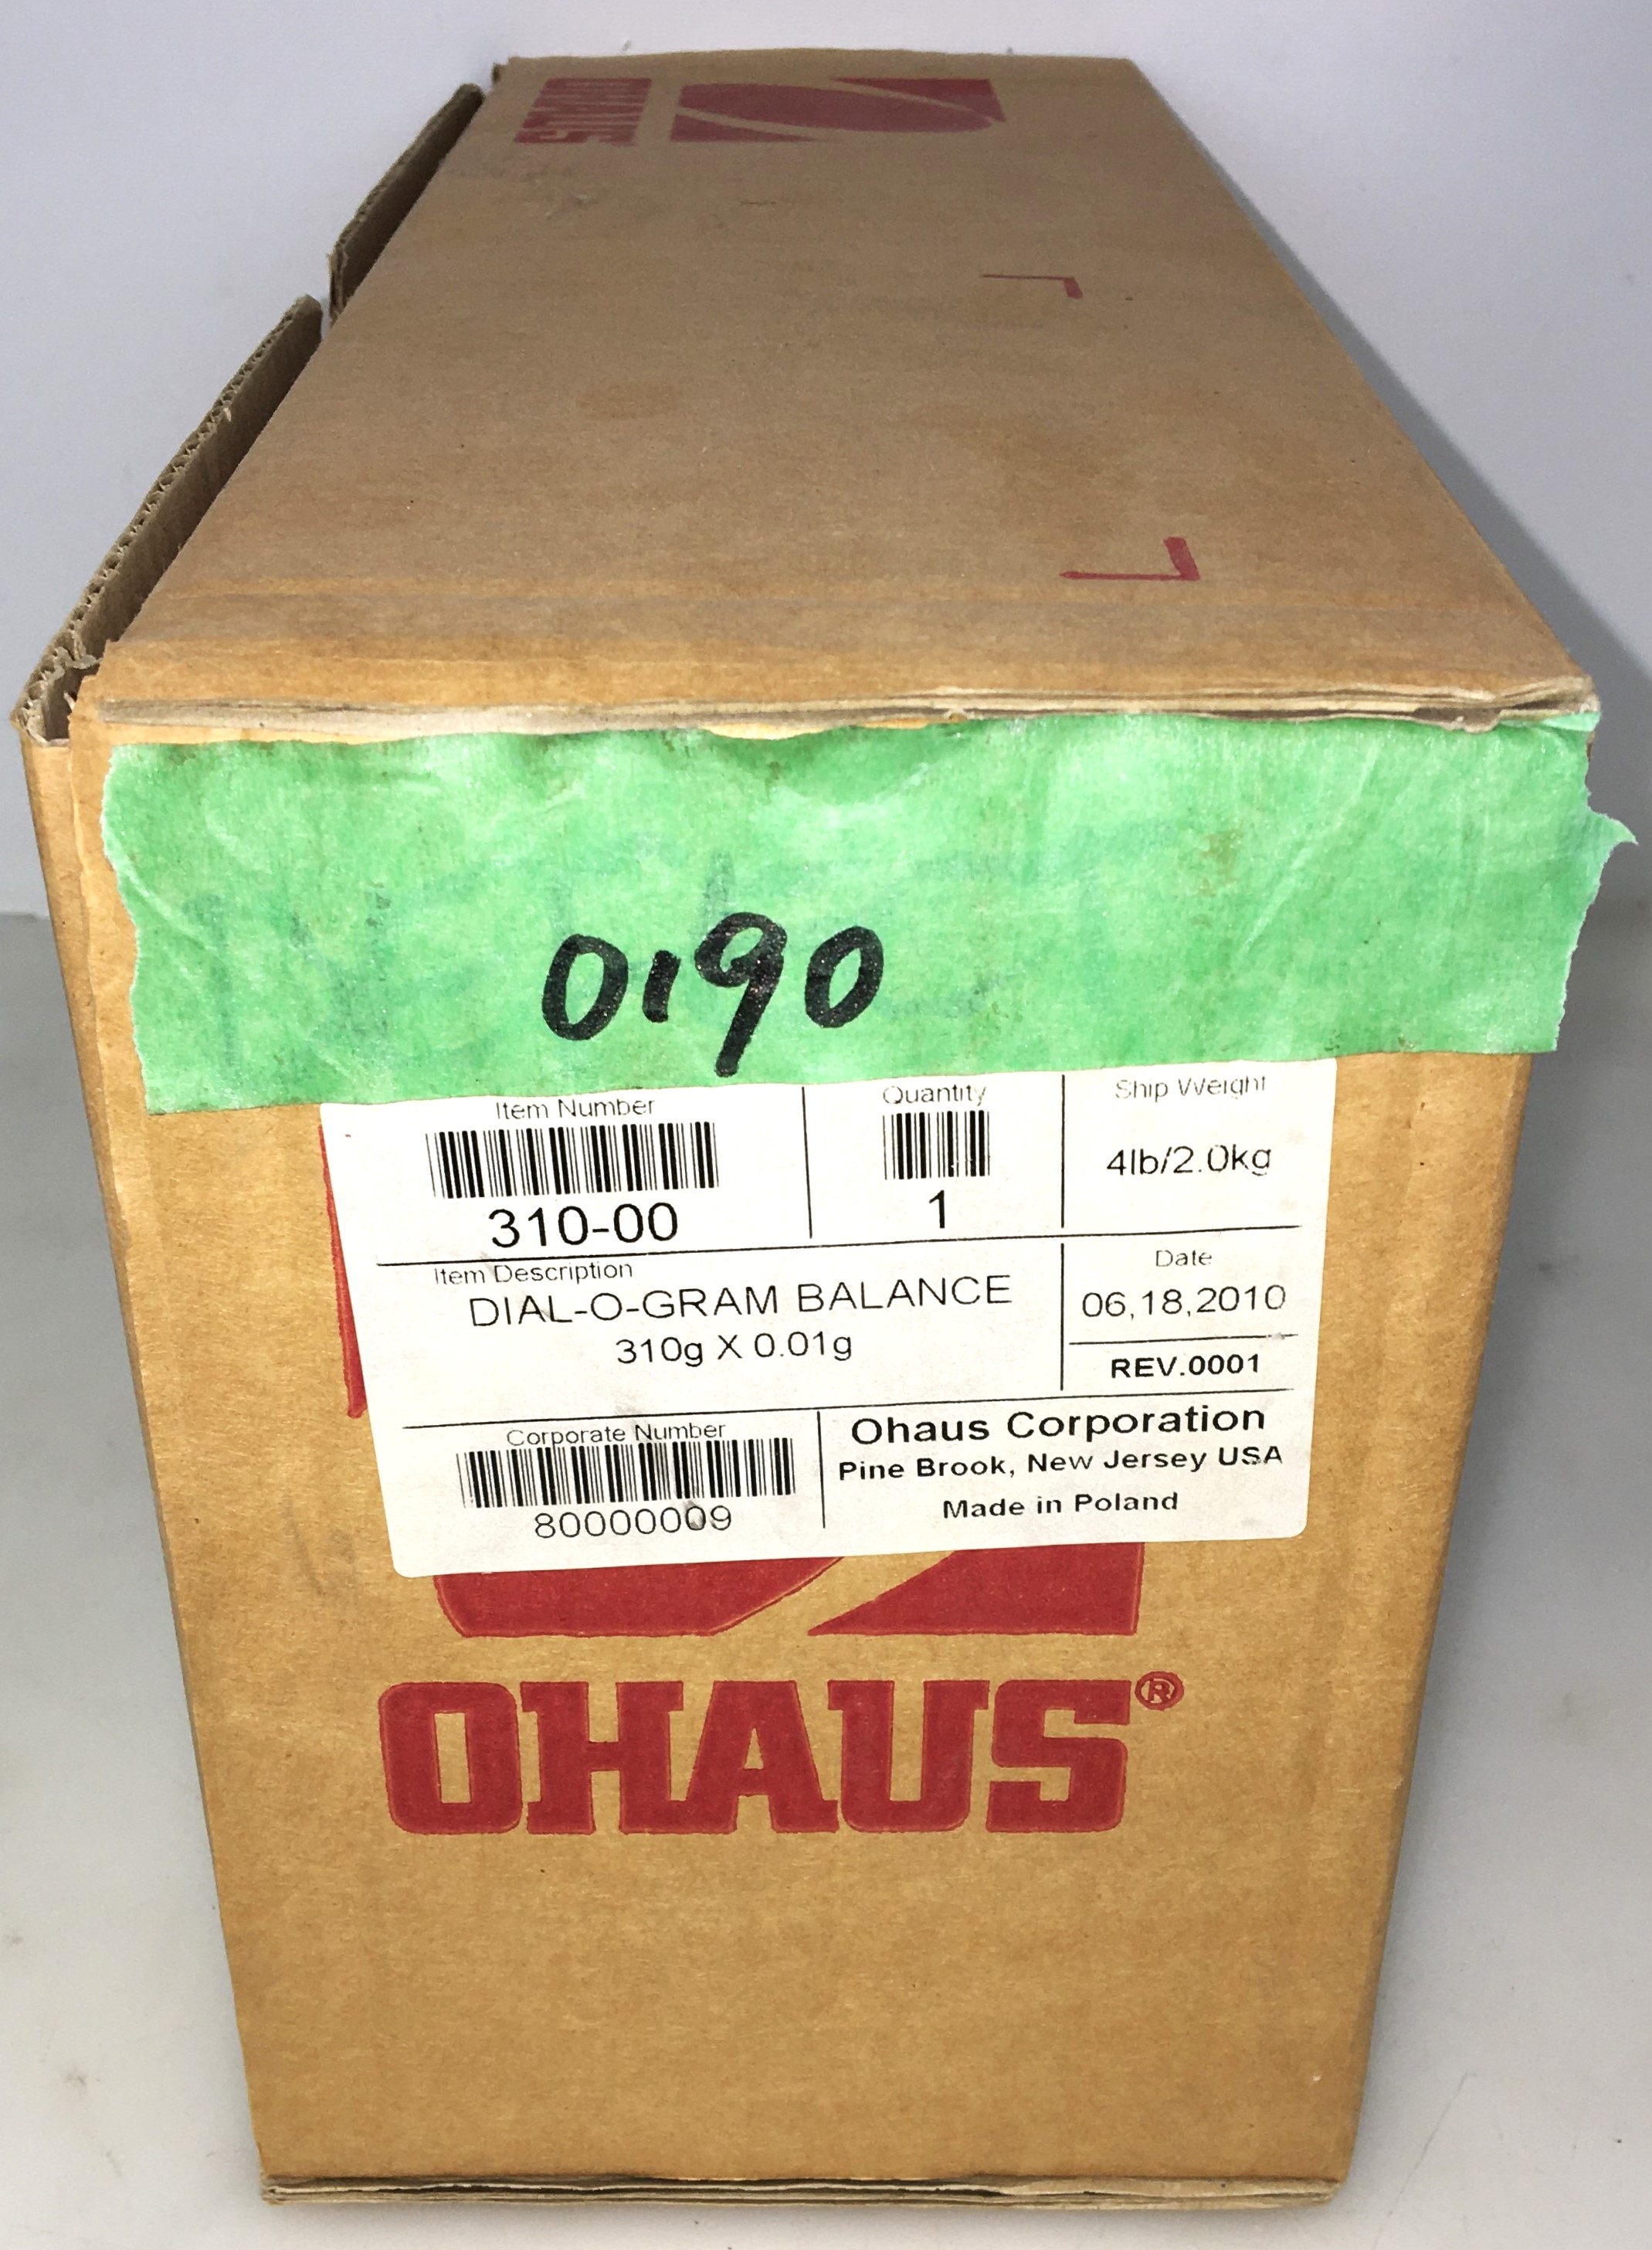 OHAUS
0190
Item Number
Quantity
Ship Weight
310-00
1
4lb/2.0kg
Item Description
DIAL-O-GRAM BALANCE
310g X 0.01g
Date
06,18,2010
REV.0001
Corporate Number
80000009
Ohaus Corporation
Pine Brook, New Jersey USA
Made in Poland
OHAUS®